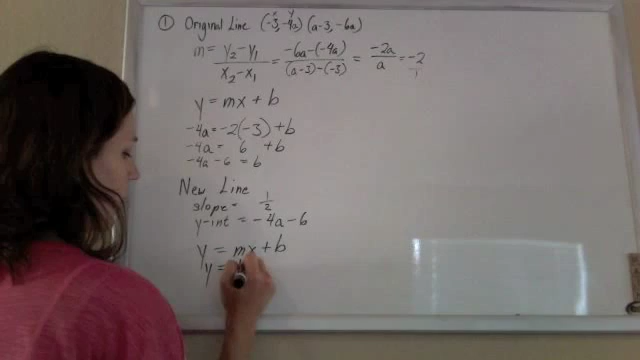 ① Original Line (-3, -4a) (a-3, -6a)
x y
m = y₂ - y₁ / x₂ - x₁ = -6a-(-4a) / (a-3)-(-3) = -2a / a = -2 / 1
y = mx + b
-4a = -2(-3) + b
-4a = 6 + b
-4a - 6 = b
New Line
slope = 1/2
y-int = -4a - 6
y = mx + b
y =